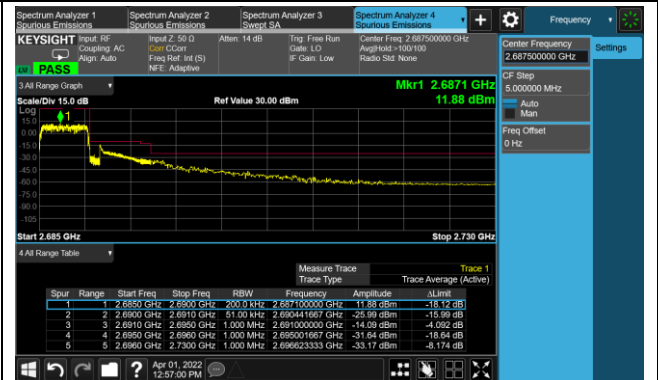 Spectrum Analyzer 1
Spurious Emissions
Spectrum Analyzer 2
Spurious Emissions
Spectrum Analyzer 3
Swept SA
Spectrum Analyzer 4
Spurious Emissions
+
Frequency
KEYSIGHT
LXI
PASS
Input: RF
Coupling: AC
Align: Auto
Input Z: 50 Ω
Corr CCorr
Freq Ref: Int (S)
NFE: Adaptive
Atten: 14 dB
Trig: Free Run
Gate: LO
IF Gain: Low
Center Freq: 2.687500000 GHz
Avg|Hold:>100/100
Radio Std: None
Center Frequency
2.687500000 GHz
Settings
CF Step
5.000000 MHz
Auto
Man
Freq Offset
0 Hz
3 All Range Graph
Mkr1 2.6871 GHz
Scale/Div 15.0 dB
Ref Value 30.00 dBm
11.88 dBm
Log
15.0
0.00
-15.0
-30.0
-45.0
-60.0
-75.0
-90.0
-105
1
Start 2.685 GHz
Stop 2.730 GHz
4 All Range Table
Measure Trace Trace 1
Trace Type Trace Average (Active)
Spur Range Start Freq Stop Freq RBW Frequency Amplitude ΔLimit
1 1 2.6850 GHz 2.6900 GHz 200.0 kHz 2.687100000 GHz 11.88 dBm -18.12 dB
2 2 2.6900 GHz 2.6910 GHz 51.00 kHz 2.690441667 GHz -25.99 dBm -15.99 dB
3 3 2.6910 GHz 2.6950 GHz 1.000 MHz 2.691000000 GHz -14.09 dBm -4.092 dB
4 4 2.6950 GHz 2.6960 GHz 1.000 MHz 2.695001667 GHz -31.64 dBm -18.64 dB
5 5 2.6960 GHz 2.7300 GHz 1.000 MHz 2.696623333 GHz -33.17 dBm -8.174 dB
?
Apr 01, 2022
12:57:00 PM